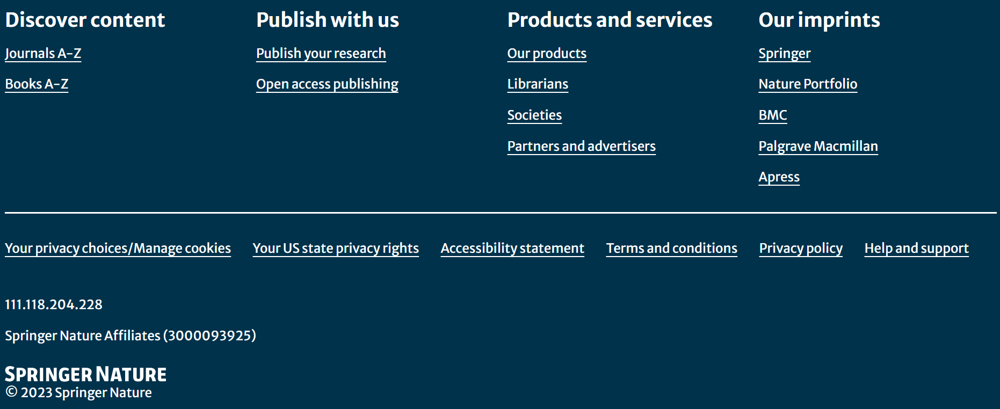 Discover content
Journals A-Z
Books A-Z
Publish with us
Publish your research
Open access publishing
Products and services
Our products
Librarians
Societies
Partners and advertisers
Our imprints
Springer
Nature Portfolio
BMC
Palgrave Macmillan
Apress
Your privacy choices/Manage cookies Your US state privacy rights Accessibility statement Terms and conditions Privacy policy Help and support
111.118.204.228
Springer Nature Affiliates (3000093925)
SPRINGER NATURE
© 2023 Springer Nature